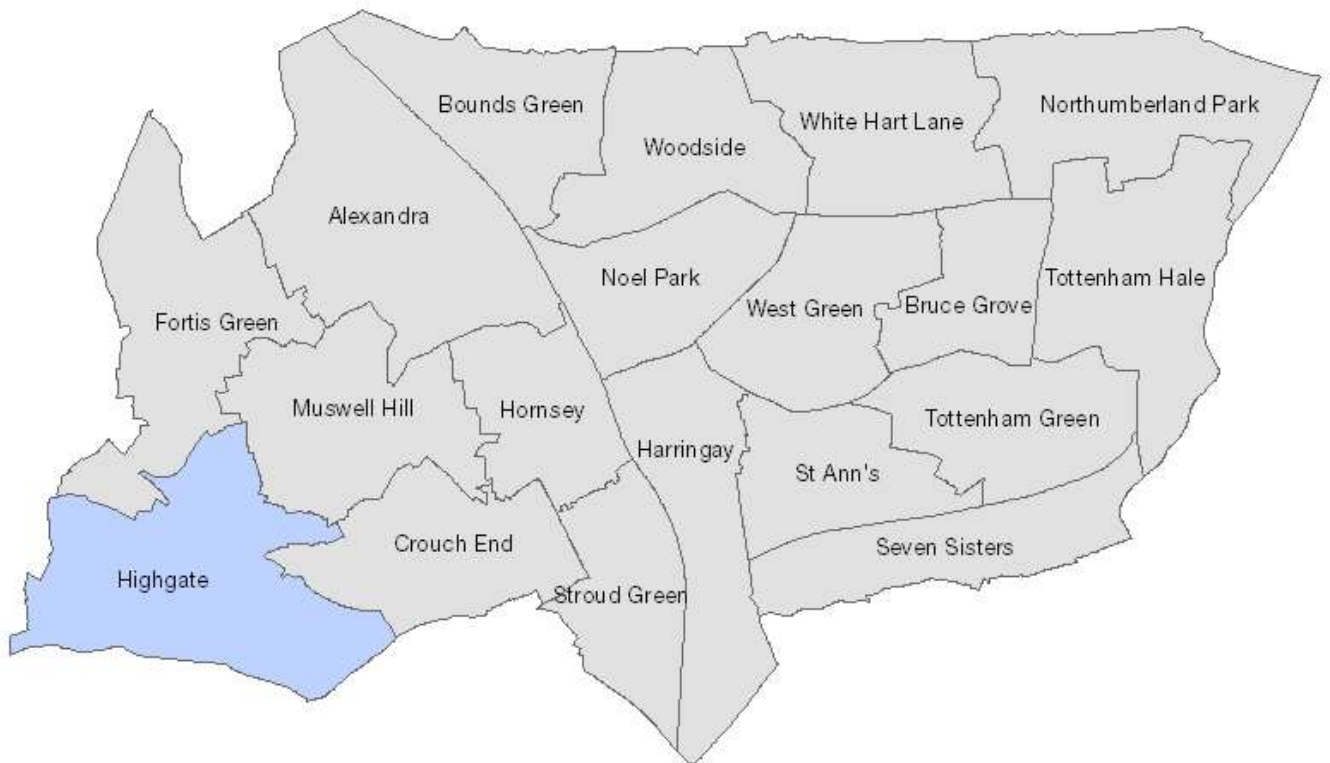 Bounds Green
Northumberland Park
White Hart Lane
Woodside
Alexandra
Noel Park
Tottenham Hale
West Green
Bruce Grove
Fortis Green
Muswell Hill
Hornsey
Tottenham Green
Harringay
St Ann's
Crouch End
Seven Sisters
Highgate
Stroud Green